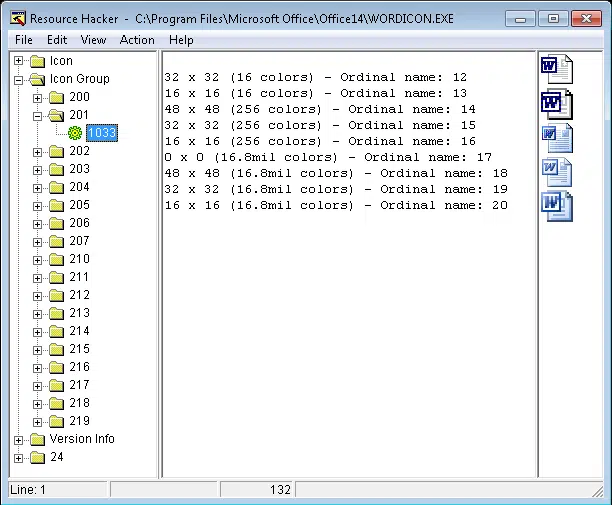 Resource Hacker - C:\Program Files\Microsoft Office\Office14\WORDICON.EXE
File Edit View Action Help
Icon
Icon Group
200
201
1033
202
203
204
205
206
207
210
211
212
213
214
215
216
217
218
219
Version Info
24
32 x 32 (16 colors) - Ordinal name: 12
16 x 16 (16 colors) - Ordinal name: 13
48 x 48 (256 colors) - Ordinal name: 14
32 x 32 (256 colors) - Ordinal name: 15
16 x 16 (256 colors) - Ordinal name: 16
0 x 0 (16.8mil colors) - Ordinal name: 17
48 x 48 (16.8mil colors) - Ordinal name: 18
32 x 32 (16.8mil colors) - Ordinal name: 19
16 x 16 (16.8mil colors) - Ordinal name: 20
W
W
W
W
W
Line: 1 132